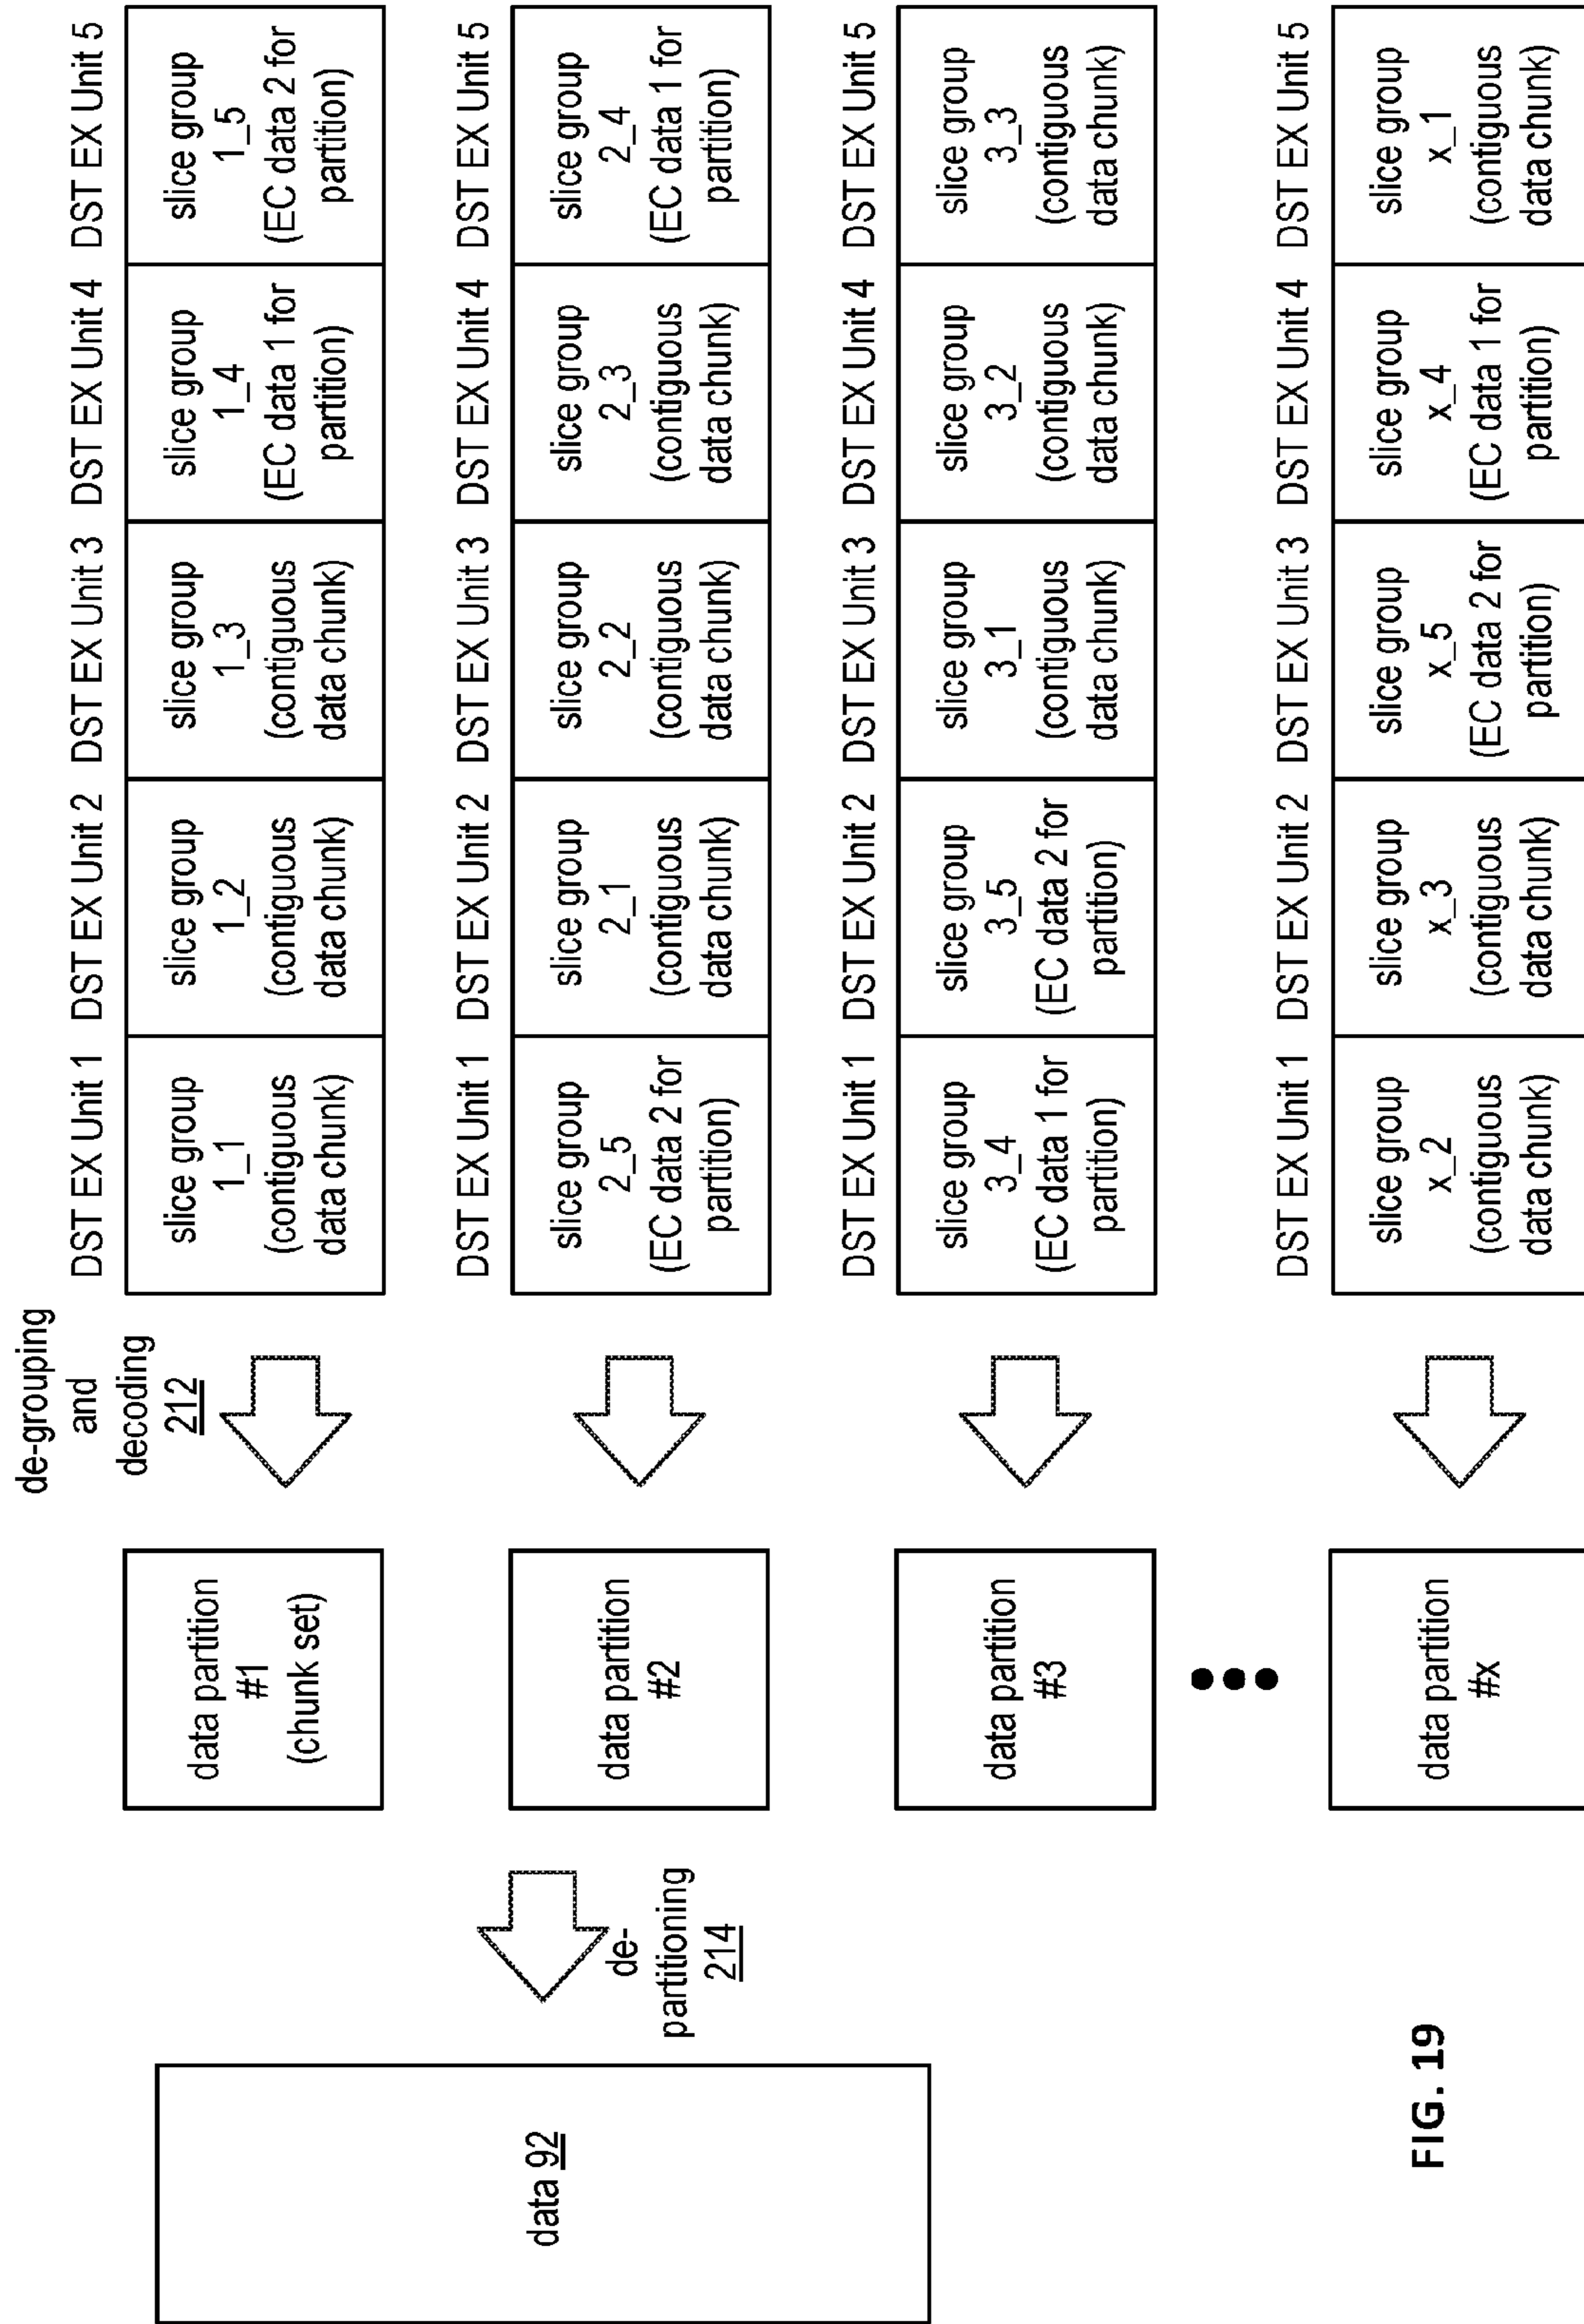 de-grouping
and
decoding
212
DST EX Unit 1 DST EX Unit 2 DST EX Unit 3 DST EX Unit 4 DST EX Unit 5
data partition
#1
(chunk set)
slice group
1_1
(contiguous
data chunk)
slice group
1_2
(contiguous
data chunk)
slice group
1_3
(contiguous
data chunk)
slice group
1_4
(EC data 1 for
partition)
slice group
1_5
(EC data 2 for
partition)
DST EX Unit 1 DST EX Unit 2 DST EX Unit 3 DST EX Unit 4 DST EX Unit 5
data 92
de-
partitioning
214
data partition
#2
slice group
2_5
(EC data 2 for
partition)
slice group
2_1
(contiguous
data chunk)
slice group
2_2
(contiguous
data chunk)
slice group
2_3
(contiguous
data chunk)
slice group
2_4
(EC data 1 for
partition)
DST EX Unit 1 DST EX Unit 2 DST EX Unit 3 DST EX Unit 4 DST EX Unit 5
data partition
#3
slice group
3_4
(EC data 1 for
partition)
slice group
3_5
(EC data 2 for
partition)
slice group
3_1
(contiguous
data chunk)
slice group
3_2
(contiguous
data chunk)
slice group
3_3
(contiguous
data chunk)
DST EX Unit 1 DST EX Unit 2 DST EX Unit 3 DST EX Unit 4 DST EX Unit 5
data partition
#x
slice group
x_2
(contiguous
data chunk)
slice group
x_3
(contiguous
data chunk)
slice group
x_5
(EC data 2 for
partition)
slice group
x_4
(EC data 1 for
partition)
slice group
x_1
(contiguous
data chunk)
FIG. 19